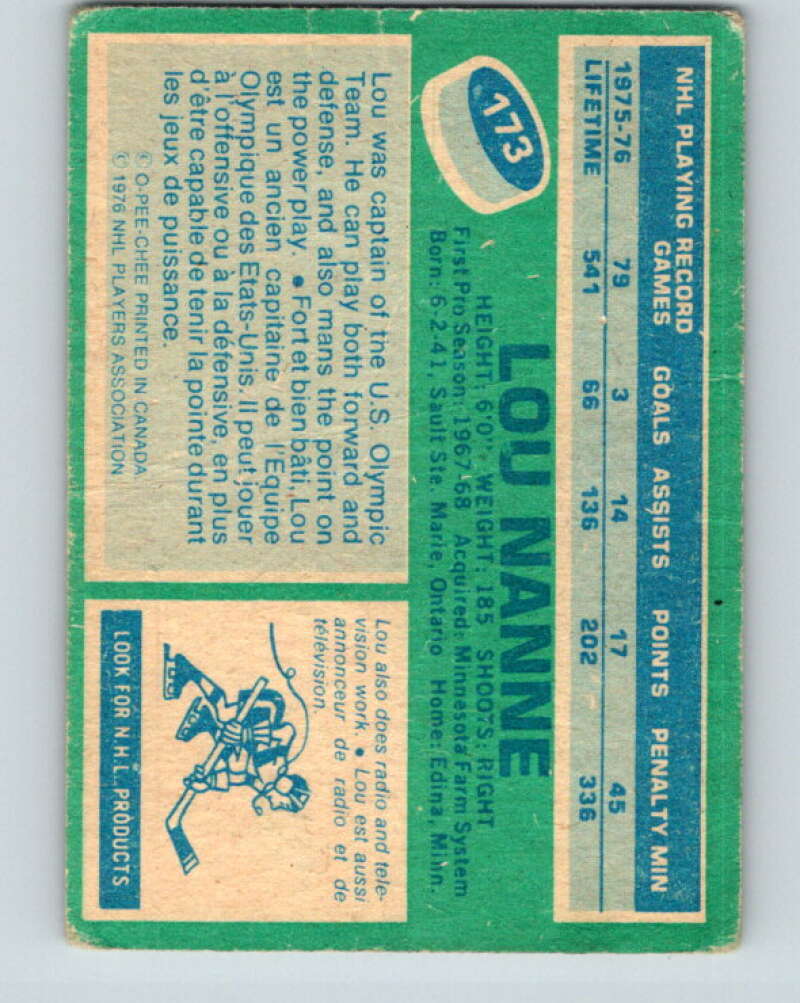 NHL PLAYING RECORD
GAMES GOALS ASSISTS POINTS PENALTY MIN
1975-76 79 3 14 17 45
LIFETIME 541 66 136 202 336
173
LOU NANNE
HEIGHT: 6'0" WEIGHT: 185 SHOOTS: RIGHT
First Pro Season: 1967-68 Acquired: Minnesota Farm System
Born: 6-2-41, Sault Ste. Marie, Ontario Home: Edina, Minn.
Lou was captain of the U.S. Olympic
Team. He can play both forward and
defense, and also mans the point on
the power play. • Fort et bien bâti, Lou
est un ancien capitaine de l'Equipe
Olympique des Etats-Unis. Il peut jouer
à l'offensive ou à la défensive, en plus
d'être capable de tenir la pointe durant
les jeux de puissance.
© O-PEE-CHEE PRINTED IN CANADA
© 1976 NHL PLAYERS ASSOCIATION
Lou also does radio and tele-
vision work. • Lou est aussi
annonceur de radio et de
télévision.
LOOK FOR N.H.L. PRODUCTS